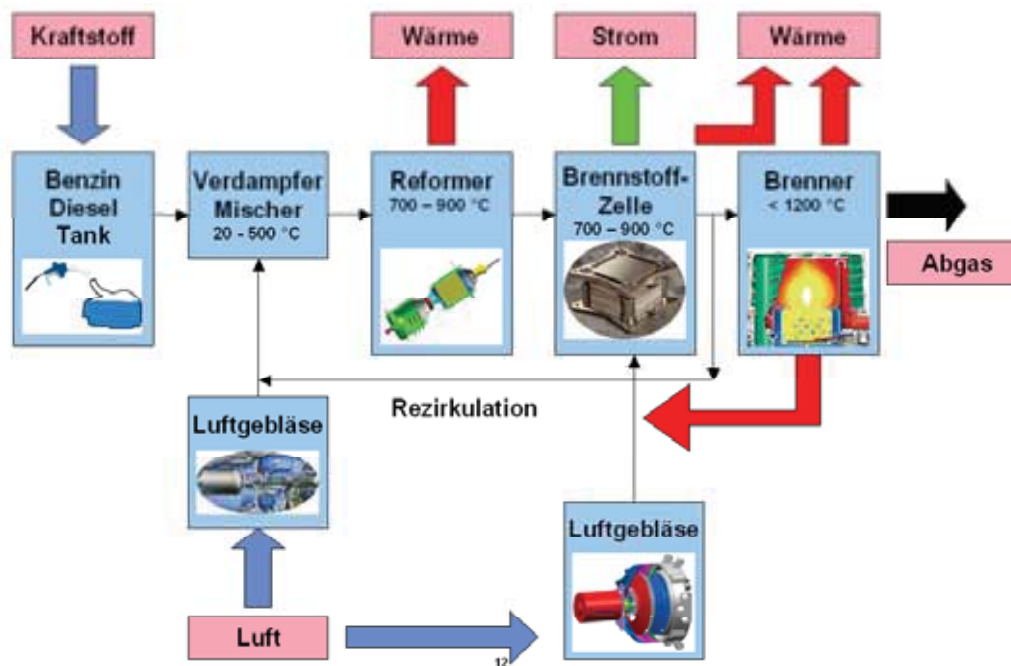 Kraftstoff
Wärme
Strom
Wärme
Benzin
Diesel
Tank
Verdampfer
Mischer
20 - 500 °C
Reformer
700 – 900 °C
Brennstoff-
Zelle
700 – 900 °C
Brenner
< 1200 °C
Abgas
Rezirkulation
Luftgebläse
Luftgebläse
Luft
12